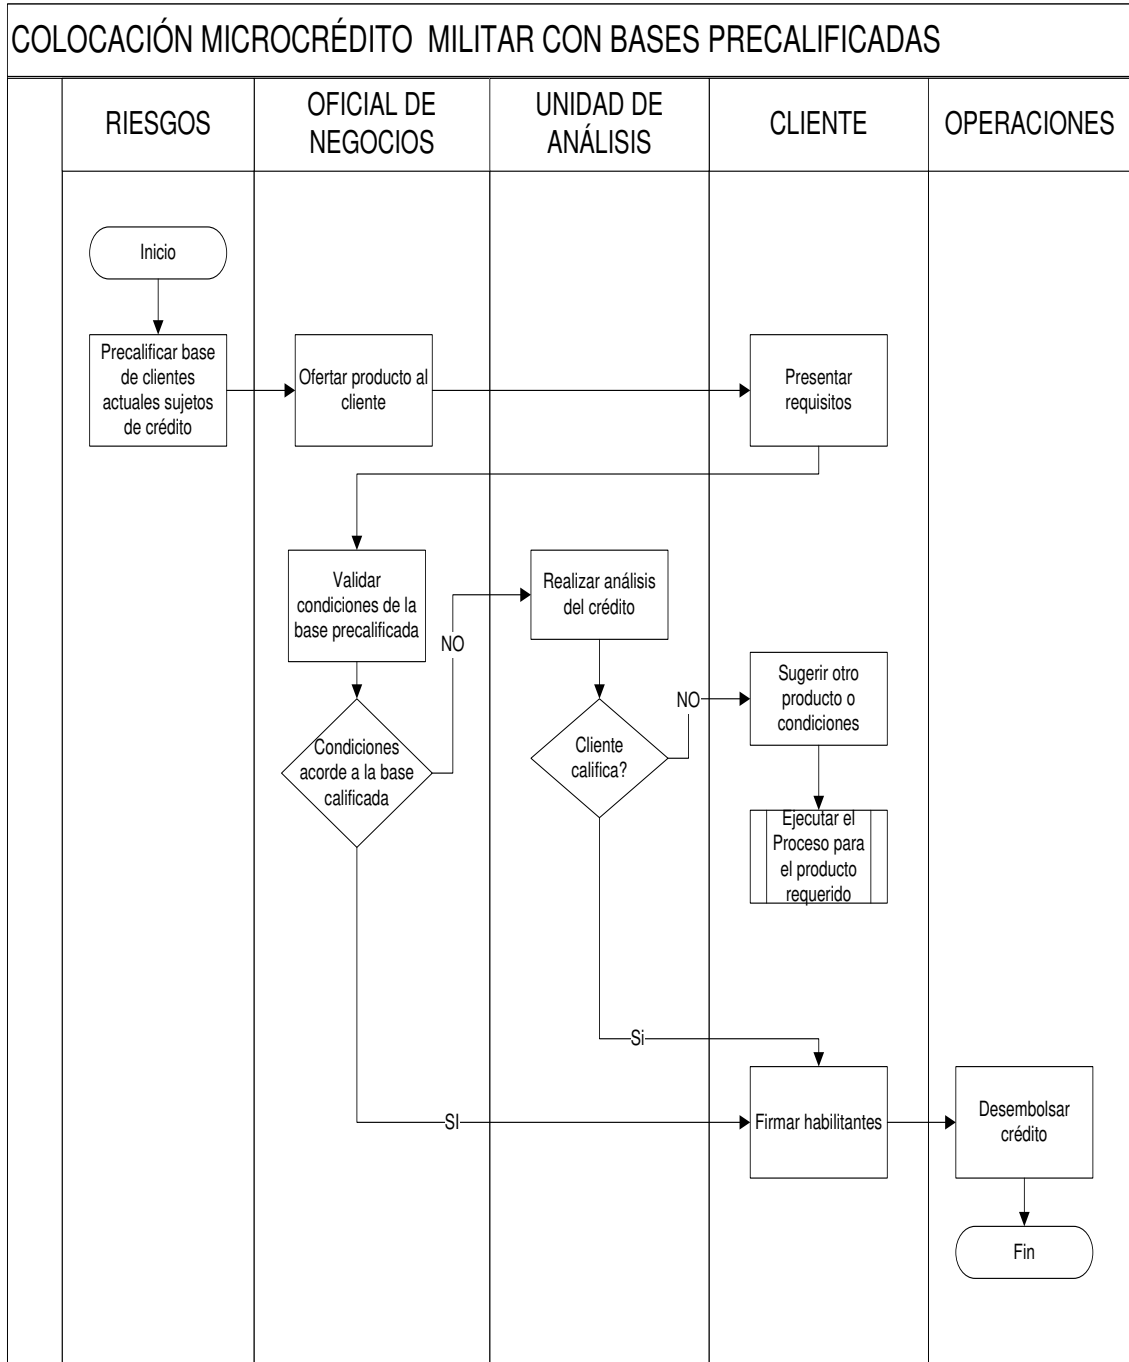 COLOCACIÓN MICROCRÉDITO  MILITAR CON BASES PRECALIFICADAS
RIESGOS
OFICIAL DE
NEGOCIOS
UNIDAD DE
ANÁLISIS
CLIENTE
OPERACIONES
Inicio
Precalificar base
de clientes
actuales sujetos
de crédito
Ofertar producto al
cliente
Presentar
requisitos
Validar
condiciones de la
base precalificada
NO
Realizar análisis
del crédito
Condiciones
acorde a la base
calificada
Cliente
califica?
NO
Sugerir otro
producto o
condiciones
Ejecutar el
Proceso para
el producto
requerido
Si
SI
Firmar habilitantes
Desembolsar
crédito
Fin